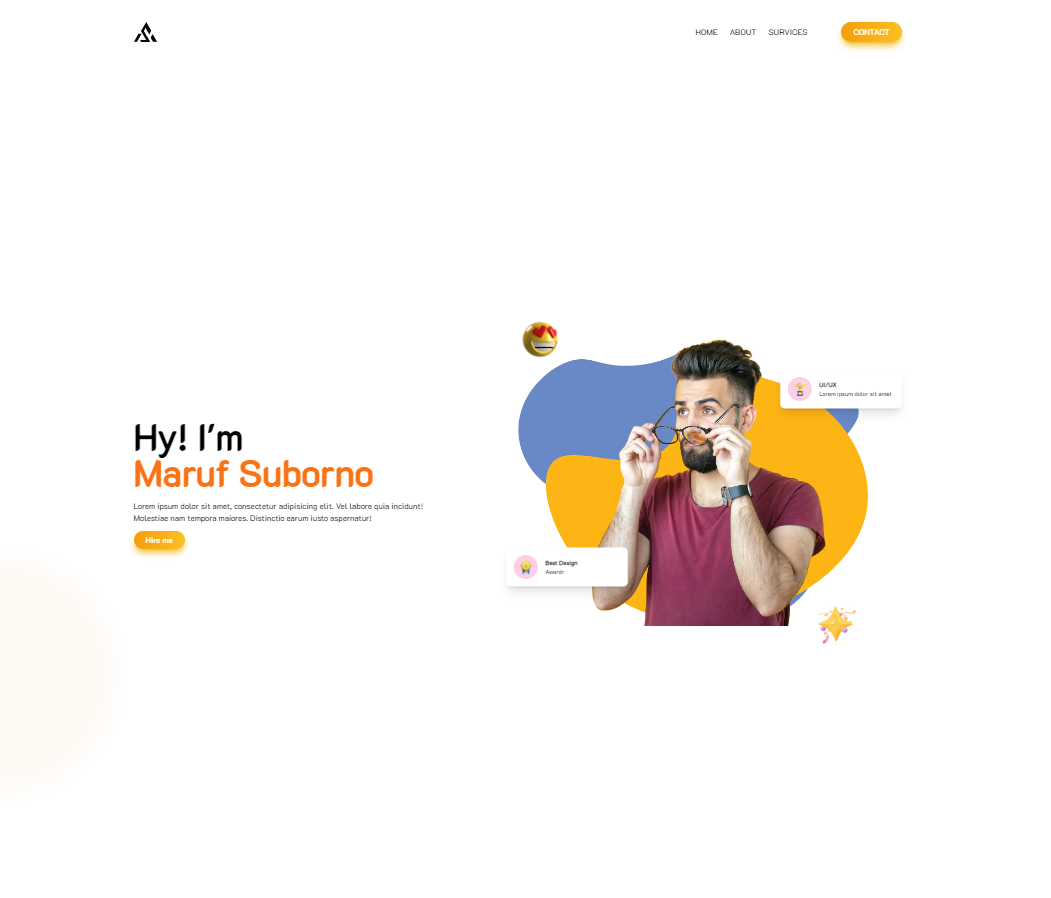 HOME ABOUT SURVICES CONTACT
Hy! I'm
Maruf Suborno
Lorem ipsum dolor sit amet, consectetur adipisicing elit. Vel labore quia incidunt!
Molestiae nam tempora maiores. Distinctio earum iusto aspernatur!
Hire me
UI/UX
Lorem ipsum dolor sit amet
Best Design
Awardr